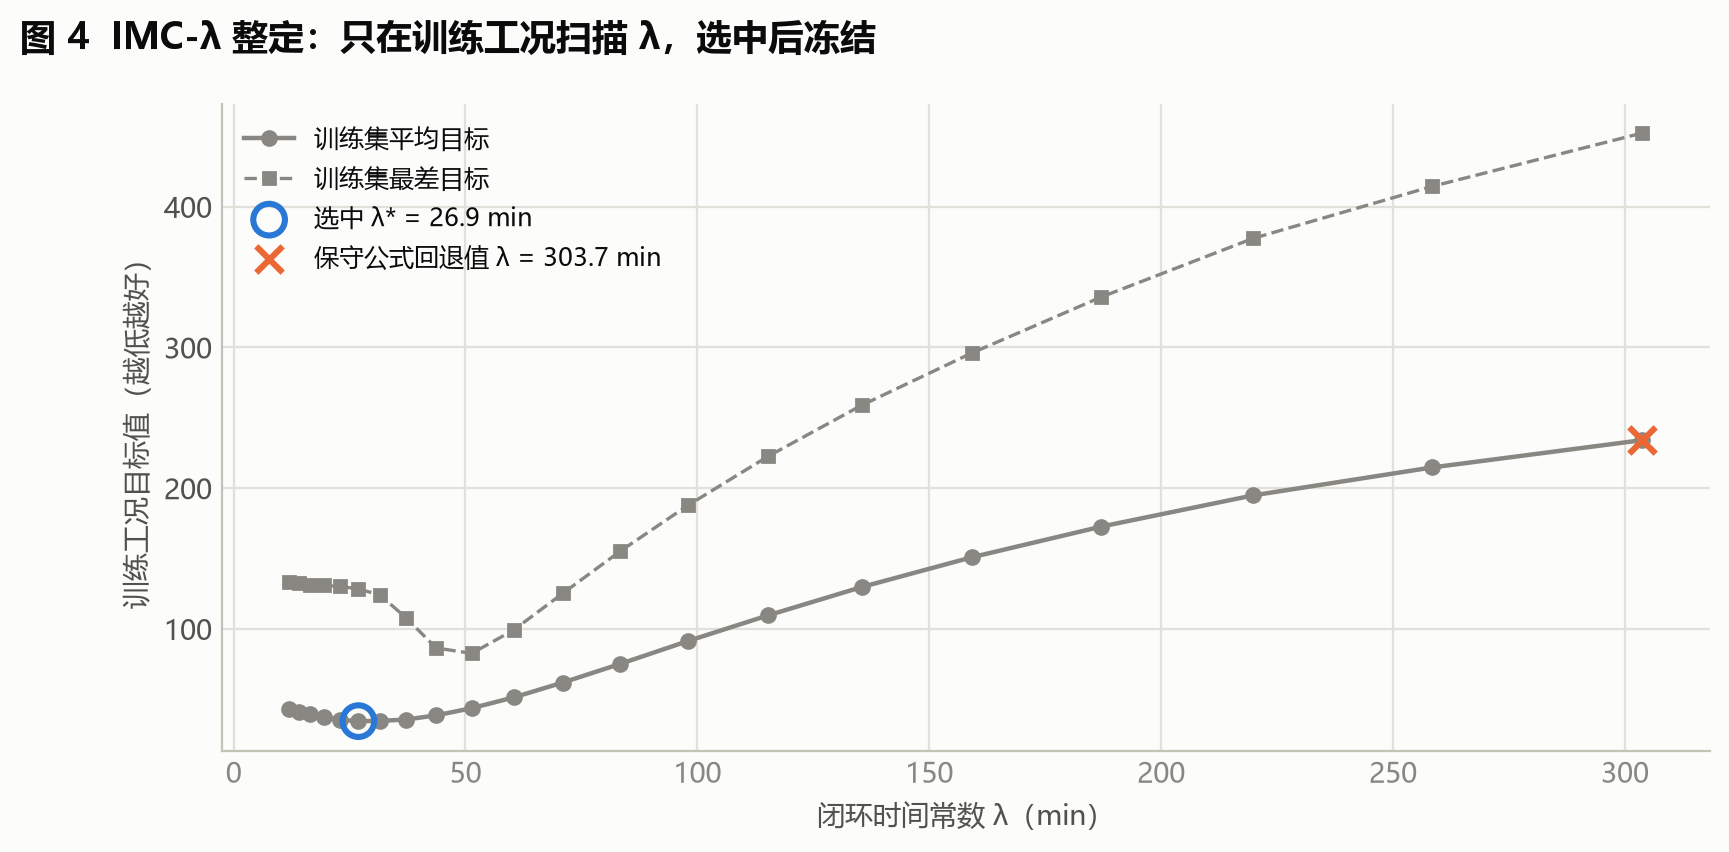 图 4 IMC-λ 整定：只在训练工况扫描 λ，选中后冻结
训练集平均目标
训练集最差目标
选中 λ* = 26.9 min
保守公式回退值 λ = 303.7 min
训练工况目标值（越低越好）
400
300
200
100
0 50 100 150 200 250 300
闭环时间常数 λ（min）